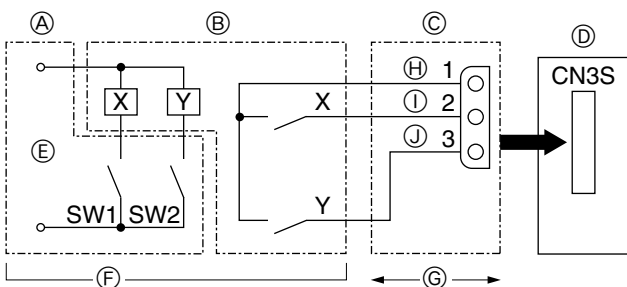 Ⓐ Ⓑ Ⓒ Ⓓ
CN3S
Ⓗ 1
X Y X Ⓘ 2
Ⓙ 3
Ⓔ
Y
SW1 SW2
Ⓕ Ⓖ